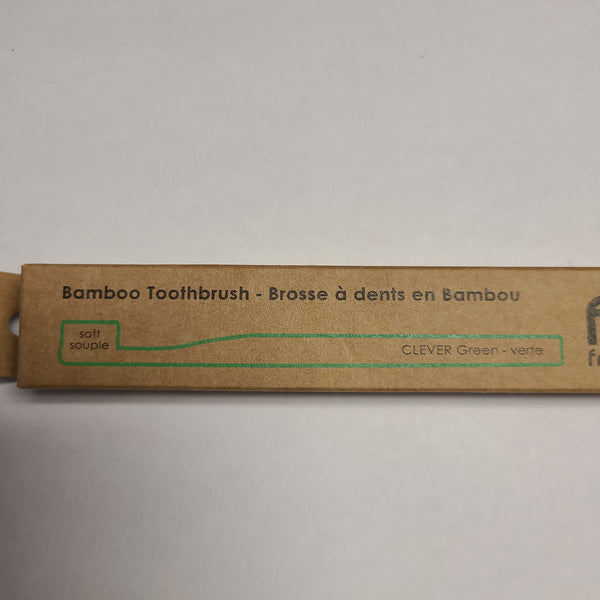 Bamboo Toothbrush - Brosse à dents en Bambou
soft
souple
CLEVER Green - verte